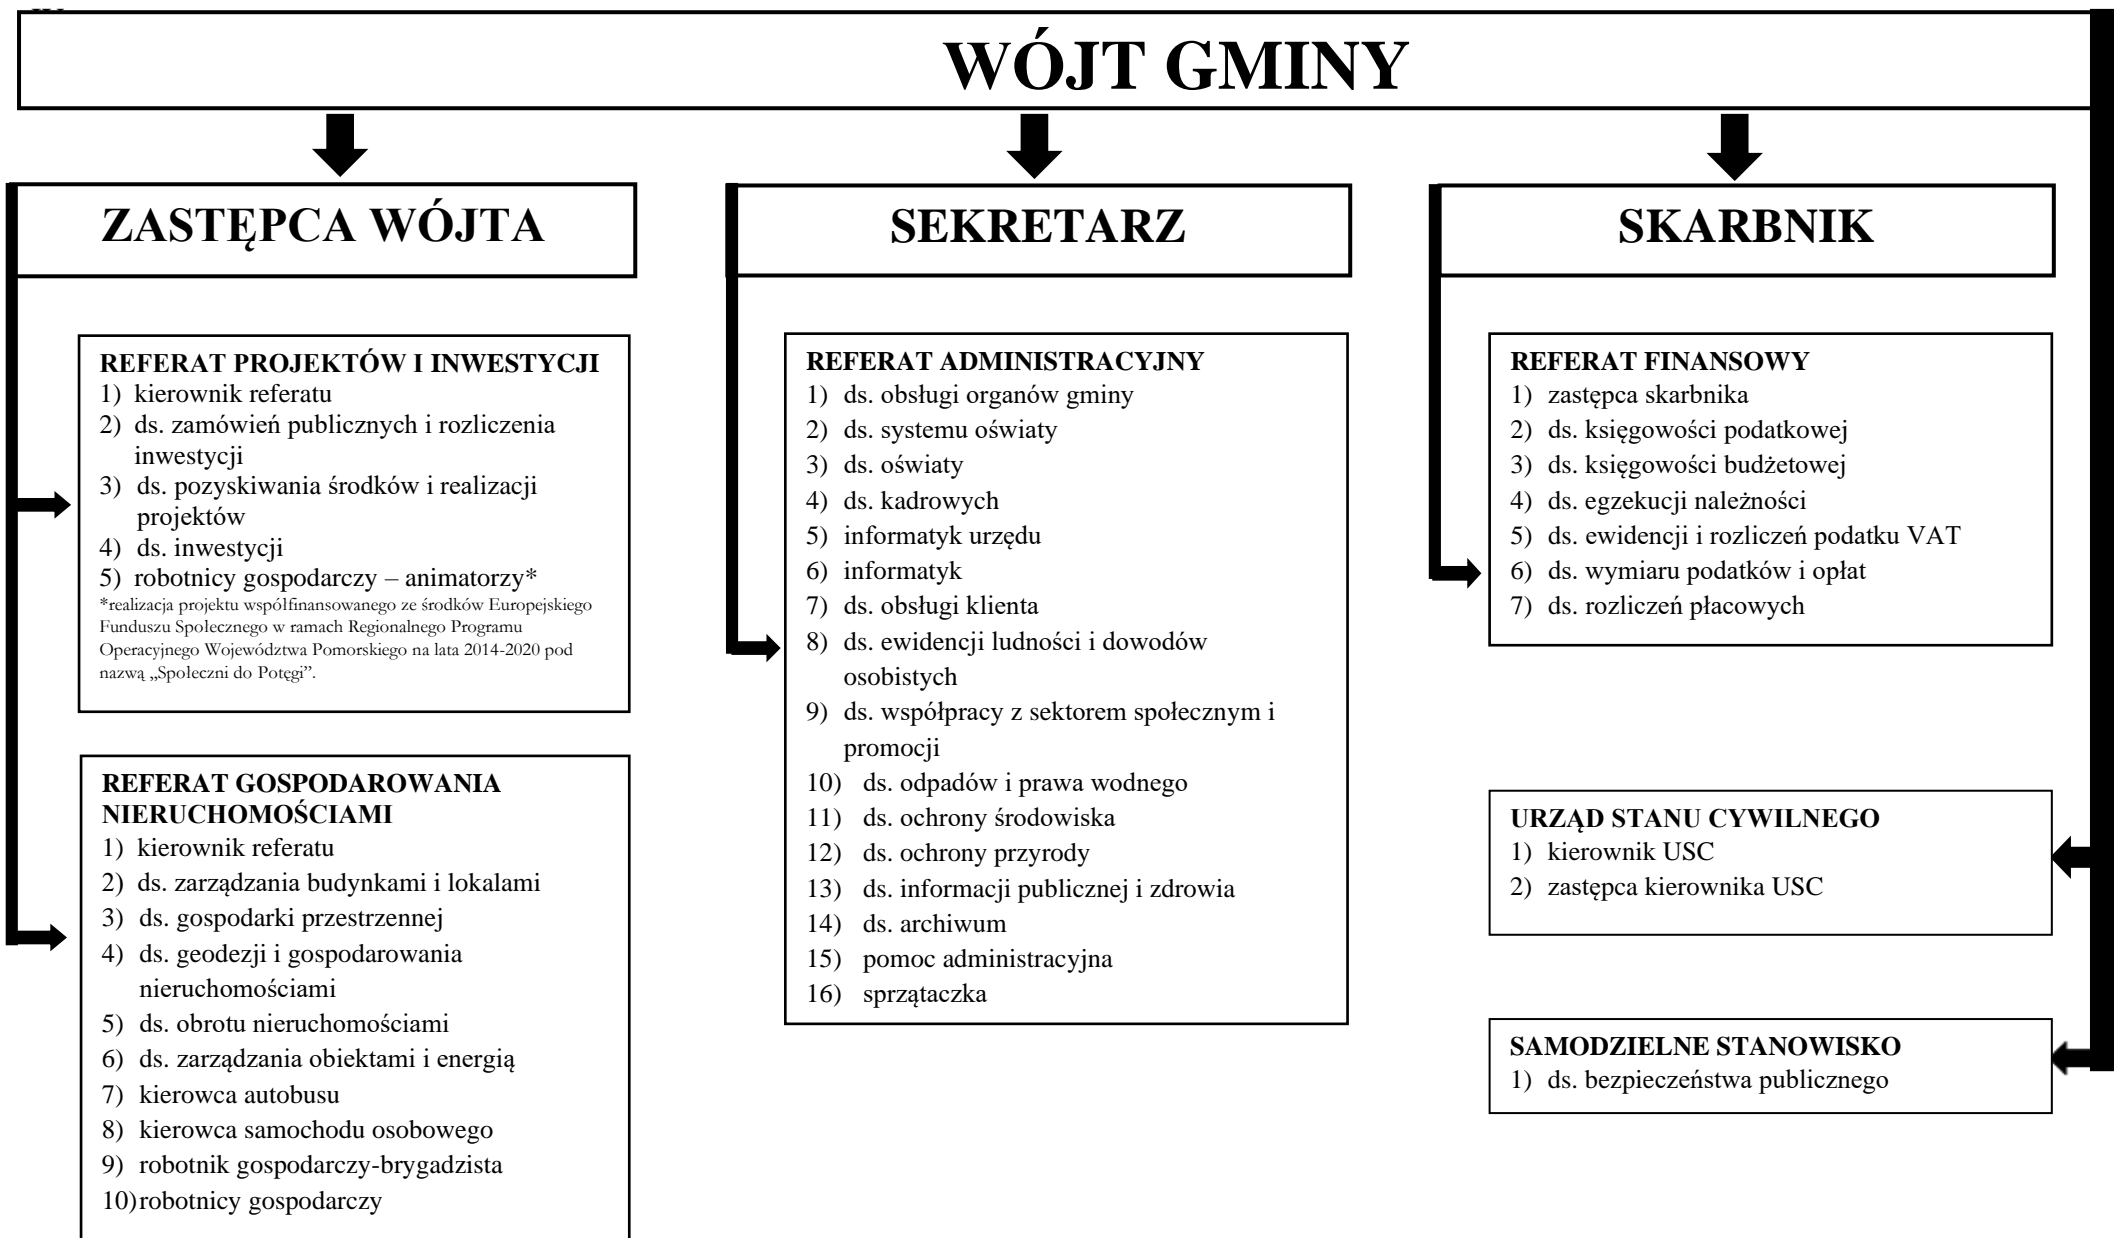 WÓJT GMINY
ZASTĘPCA WÓJTA
REFERAT PROJEKTÓW I INWESTYCJI
1) kierownik referatu
2) ds. zamówień publicznych i rozliczenia
inwestycji
3) ds. pozyskiwania środków i realizacji
projektów
4) ds. inwestycji
5) robotnicy gospodarczy – animatorzy*
*realizacja projektu współfinansowanego ze środków Europejskiego
Funduszu Społecznego w ramach Regionalnego Programu
Operacyjnego Województwa Pomorskiego na lata 2014-2020 pod
nazwą „Społeczni do Potęgi”.
REFERAT GOSPODAROWANIA
NIERUCHOMOŚCIAMI
1) kierownik referatu
2) ds. zarządzania budynkami i lokalami
3) ds. gospodarki przestrzennej
4) ds. geodezji i gospodarowania
nieruchomościami
5) ds. obrotu nieruchomościami
6) ds. zarządzania obiektami i energią
7) kierowca autobusu
8) kierowca samochodu osobowego
9) robotnik gospodarczy-brygadzista
10)robotnicy gospodarczy
SEKRETARZ
REFERAT ADMINISTRACYJNY
1) ds. obsługi organów gminy
2) ds. systemu oświaty
3) ds. oświaty
4) ds. kadrowych
5) informatyk urzędu
6) informatyk
7) ds. obsługi klienta
8) ds. ewidencji ludności i dowodów
osobistych
9) ds. współpracy z sektorem społecznym i
promocji
10) ds. odpadów i prawa wodnego
11) ds. ochrony środowiska
12) ds. ochrony przyrody
13) ds. informacji publicznej i zdrowia
14) ds. archiwum
15) pomoc administracyjna
16) sprzątaczka
SKARBNIK
REFERAT FINANSOWY
1) zastępca skarbnika
2) ds. księgowości podatkowej
3) ds. księgowości budżetowej
4) ds. egzekucji należności
5) ds. ewidencji i rozliczeń podatku VAT
6) ds. wymiaru podatków i opłat
7) ds. rozliczeń płacowych
URZĄD STANU CYWILNEGO
1) kierownik USC
2) zastępca kierownika USC
SAMODZIELNE STANOWISKO
1) ds. bezpieczeństwa publicznego